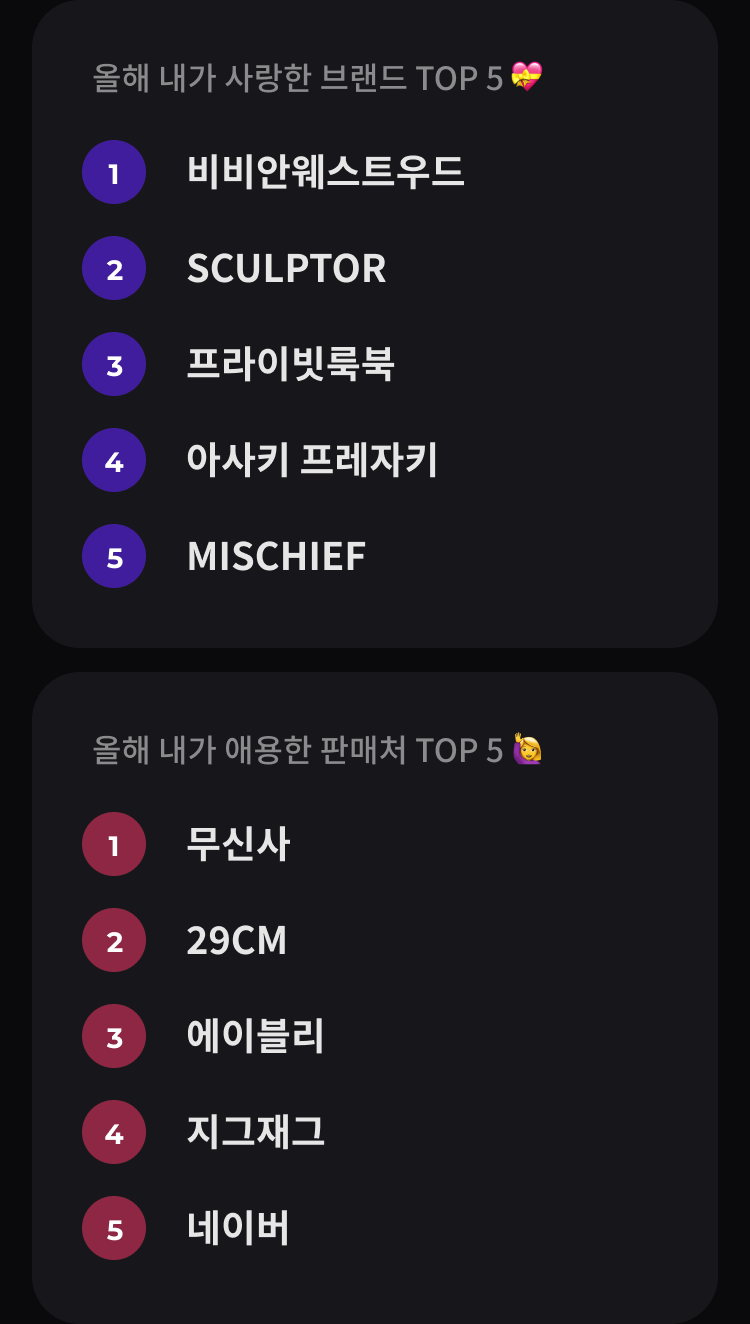 올해 내가 사랑한 브랜드 TOP 5 💝
1 비비안웨스트우드
2 SCULPTOR
3 프라이빗룩북
4 아사키 프레자키
5 MISCHIEF
올해 내가 애용한 판매처 TOP 5 🙋‍♀️
1 무신사
2 29CM
3 에이블리
4 지그재그
5 네이버